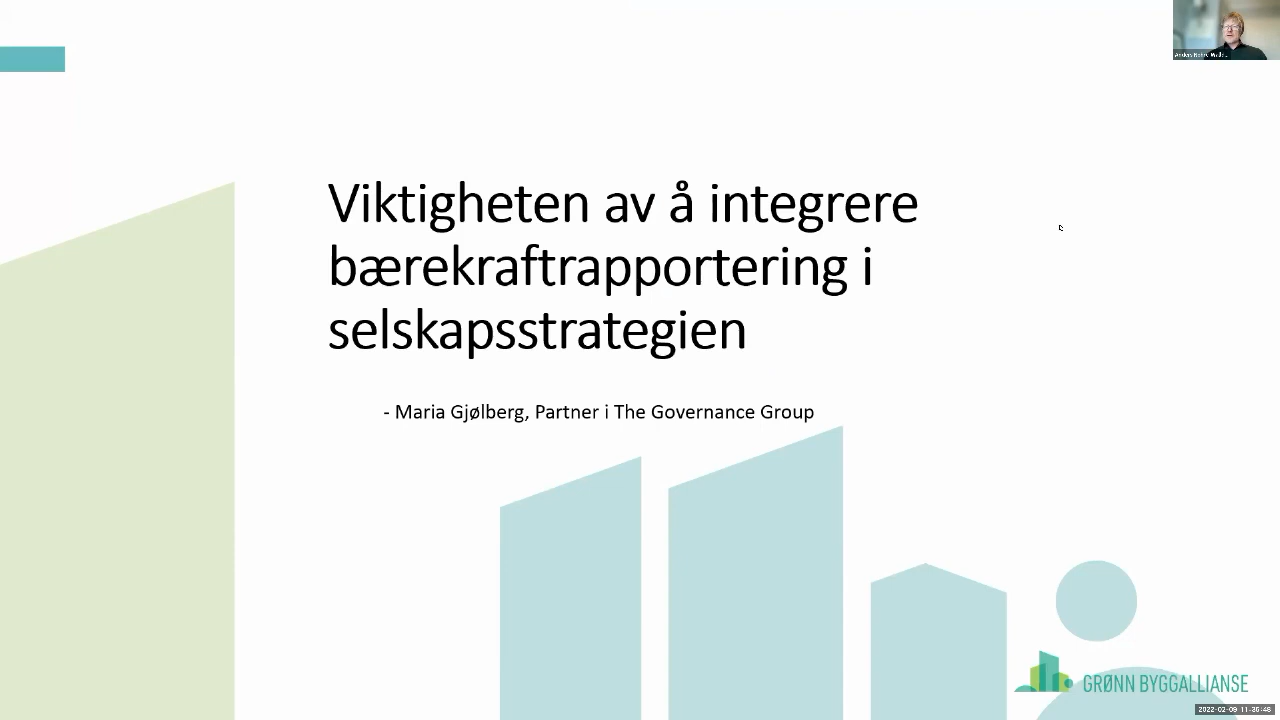 Viktigheten av å integrere
bærekraftrapportering i
selskapsstrategien
- Maria Gjølberg, Partner i The Governance Group
GRØNN BYGGALLIANSE